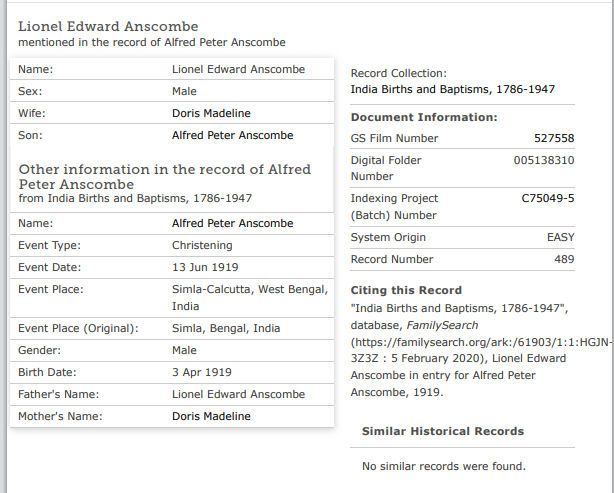 Lionel Edward Anscombe
mentioned in the record of Alfred Peter Anscombe
Name: Lionel Edward Anscombe
Sex: Male
Wife: Doris Madeline
Son: Alfred Peter Anscombe
Other information in the record of Alfred
Peter Anscombe
from India Births and Baptisms, 1786-1947
Name: Alfred Peter Anscombe
Event Type: Christening
Event Date: 13 Jun 1919
Event Place: Simla-Calcutta, West Bengal,
India
Event Place (Original): Simla, Bengal, India
Gender: Male
Birth Date: 3 Apr 1919
Father's Name: Lionel Edward Anscombe
Mother's Name: Doris Madeline
Record Collection:
India Births and Baptisms, 1786-1947
Document Information:
GS Film Number 527558
Digital Folder 005138310
Number
Indexing Project C75049-5
(Batch) Number
System Origin EASY
Record Number 489
Citing this Record
"India Births and Baptisms, 1786-1947",
database, FamilySearch
(https://familysearch.org/ark:/61903/1:1:HGJN-
3Z3Z : 5 February 2020), Lionel Edward
Anscombe in entry for Alfred Peter
Anscombe, 1919.
Similar Historical Records
No similar records were found.